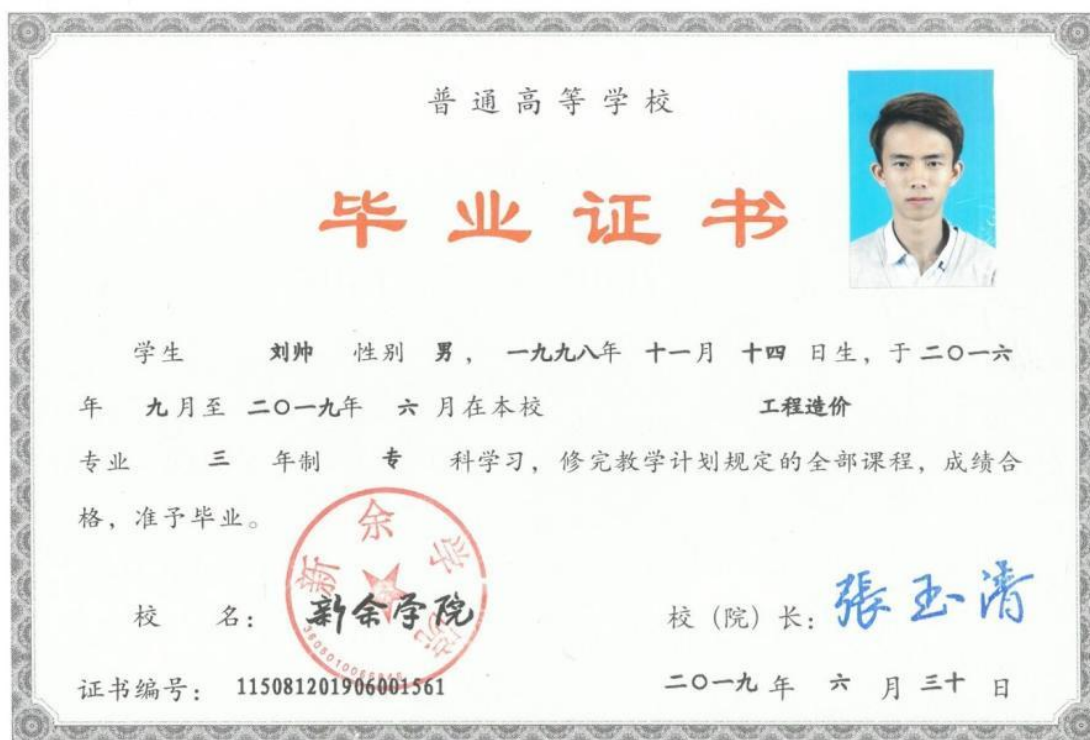 普通高等学校
毕业证书
学生 刘帅 性别 男，一九九八年 十一月 十四 日生，于二〇一六
年 九月至 二〇一九年 六 月在本校 工程造价
专业 三 年制 专 科学习，修完教学计划规定的全部课程，成绩合
格，准予毕业。
新余学院
校 名：新余学院 校（院）长：張玉清
证书编号：115081201906001561 二〇一九 年 六 月 三十 日